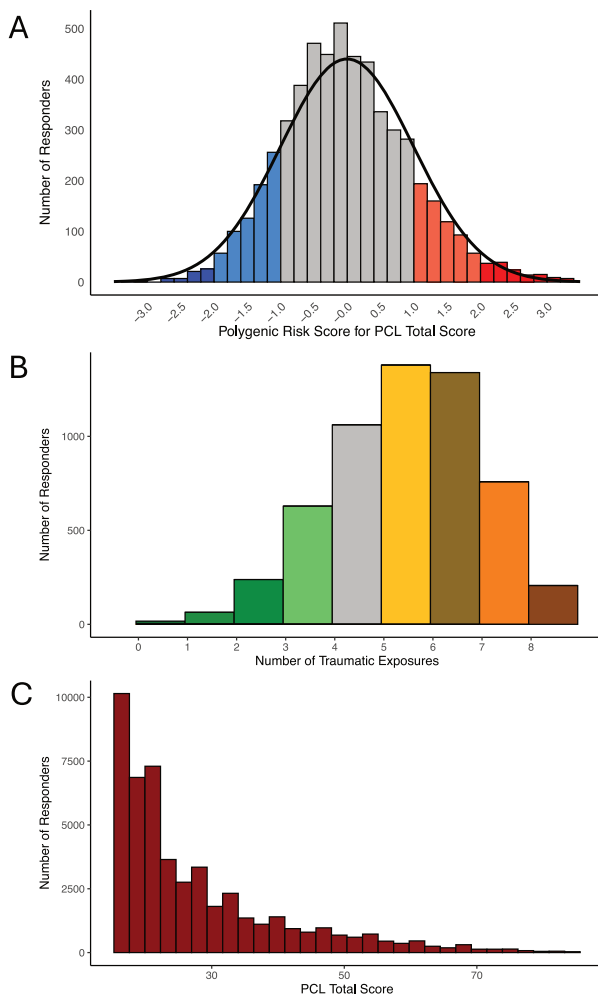 A
Number of Responders
500
400
300
200
100
0
-3.0 -2.5 -2.0 -1.5 -1.0 -0.5 -0.0 0.5 1.0 1.5 2.0 2.5 3.0
Polygenic Risk Score for PCL Total Score
B
Number of Responders
1000
500
0
0 1 2 3 4 5 6 7 8
Number of Traumatic Exposures
C
Number of Responders
10000
7500
5000
2500
0
30 50 70
PCL Total Score